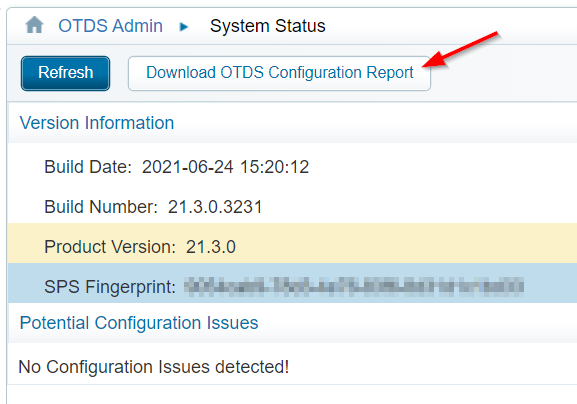 OTDS Admin ▸ System Status
Refresh Download OTDS Configuration Report
Version Information
Build Date: 2021-06-24 15:20:12
Build Number: 21.3.0.3231
Product Version: 21.3.0
SPS Fingerprint:
Potential Configuration Issues
No Configuration Issues detected!